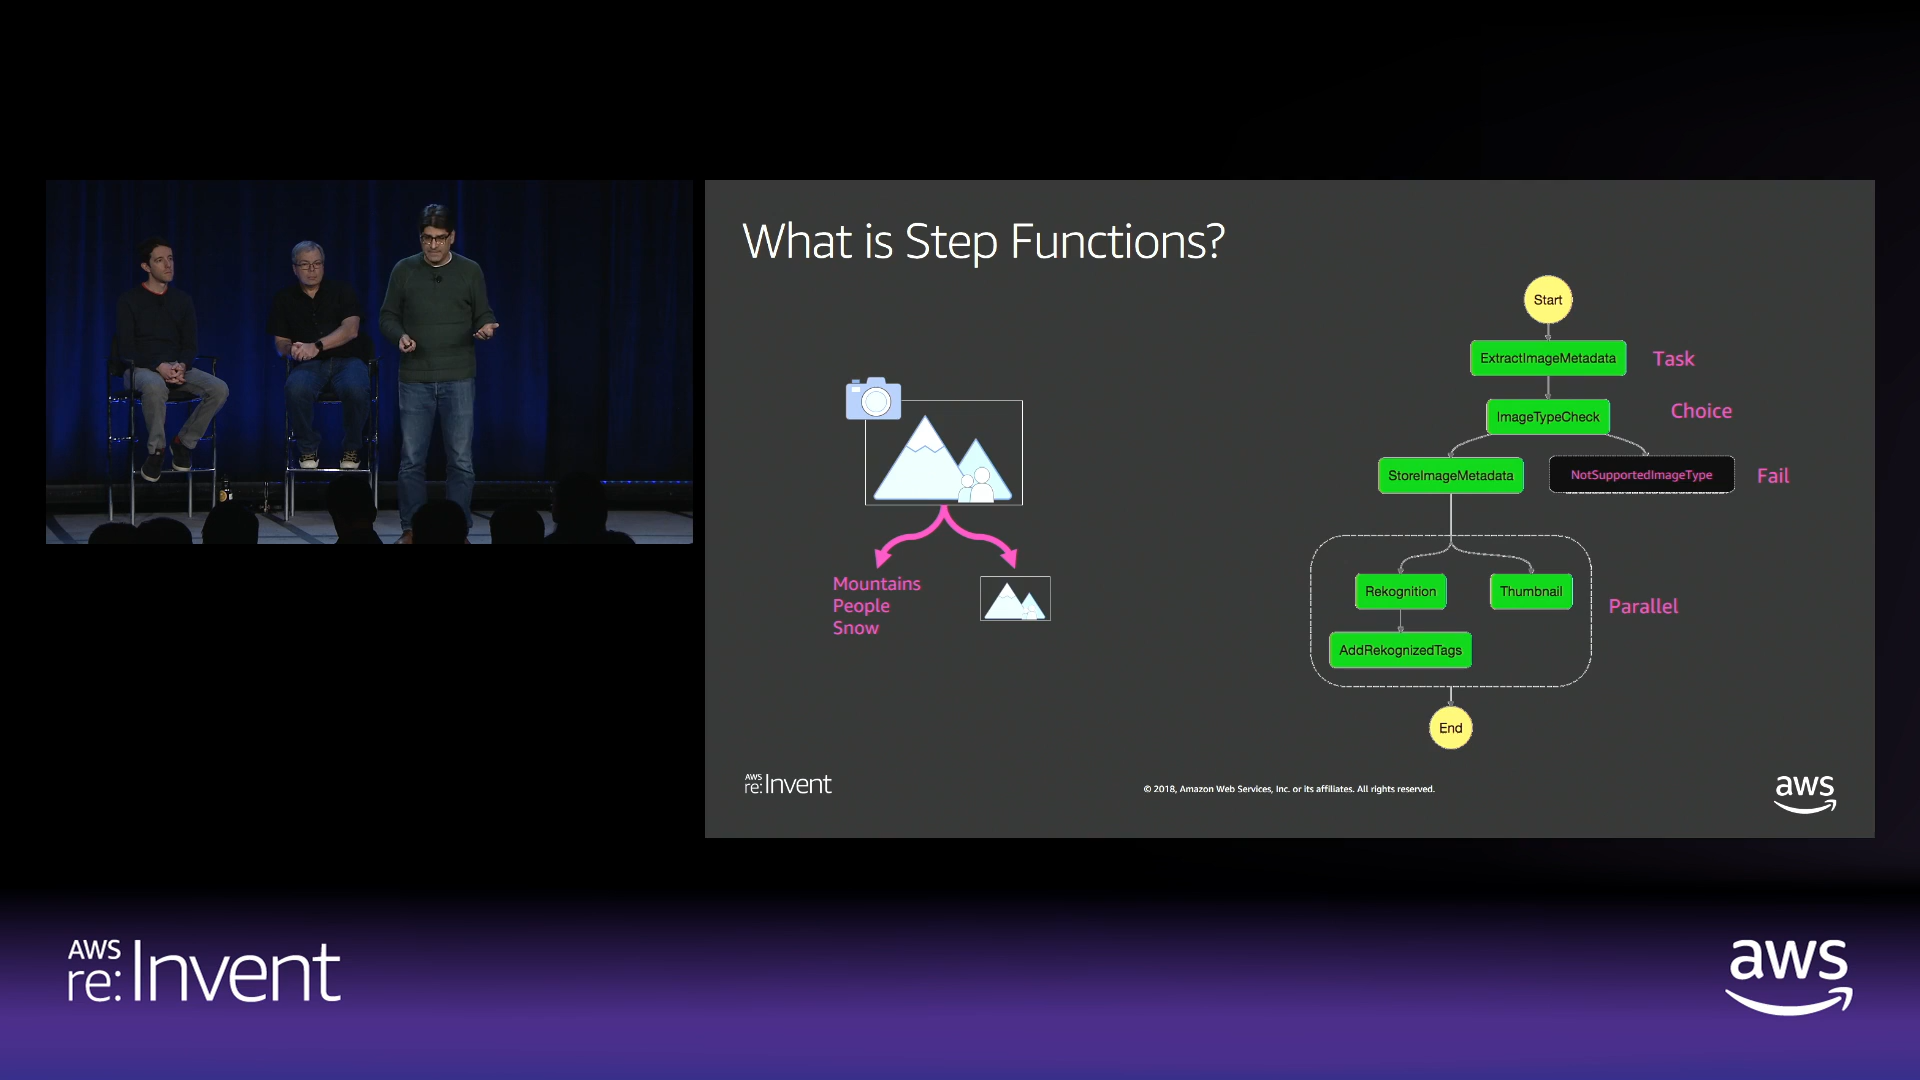 What is Step Functions?
Start
ExtractImageMetadata
Task
ImageTypeCheck
Choice
StoreImageMetadata
NotSupportedImageType
Fail
Rekognition
Thumbnail
Parallel
AddRekognizedTags
End
Mountains
People
Snow
AWS
re:Invent
© 2018, Amazon Web Services, Inc. or its affiliates. All rights reserved.
aws
AWS
re:Invent
aws